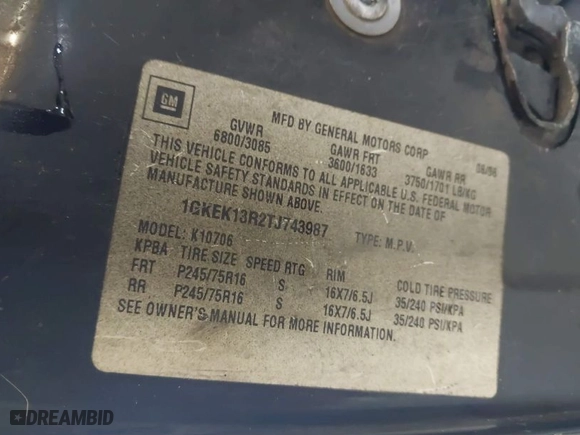 GM
MFD BY GENERAL MOTORS CORP 06/96
GVWR GAWR FRT GAWR RR
6800/3085 3600/1633 3750/1701 LB/KG
THIS VEHICLE CONFORMS TO ALL APPLICABLE U.S. FEDERAL MOTOR
VEHICLE SAFETY STANDARDS IN EFFECT ON THE DATE OF
MANUFACTURE SHOWN ABOVE.
1GKEK13R2TJ743987 TYPE: M.P.V.
MODEL: K10706
KPBA TIRE SIZE SPEED RTG RIM COLD TIRE PRESSURE
FRT P245/75R16 S 16X7/6.5J 35/240 PSI/KPA
RR P245/75R16 S 16X7/6.5J 35/240 PSI/KPA
SEE OWNER'S MANUAL FOR MORE INFORMATION.
DREAMBID